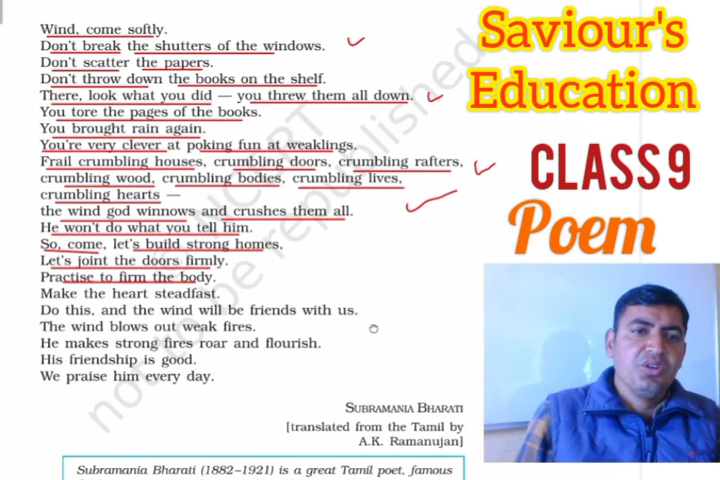 Wind, come softly.
Don't break the shutters of the windows.
Don't scatter the papers.
Don't throw down the books on the shelf.
There, look what you did — you threw them all down.
You tore the pages of the books.
You brought rain again.
You're very clever at poking fun at weaklings.
Frail crumbling houses, crumbling doors, crumbling rafters,
crumbling wood, crumbling bodies, crumbling lives,
crumbling hearts —
the wind god winnows and crushes them all.
He won't do what you tell him.
So, come, let's build strong homes,
Let's joint the doors firmly.
Practise to firm the body.
Make the heart steadfast.
Do this, and the wind will be friends with us.
The wind blows out weak fires.
He makes strong fires roar and flourish.
His friendship is good.
We praise him every day.
SUBRAMANIA BHARATI
[translated from the Tamil by
A.K. Ramanujan]
Subramania Bharati (1882–1921) is a great Tamil poet, famous
not to be republished
Saviour's
Education
CLASS 9
Poem